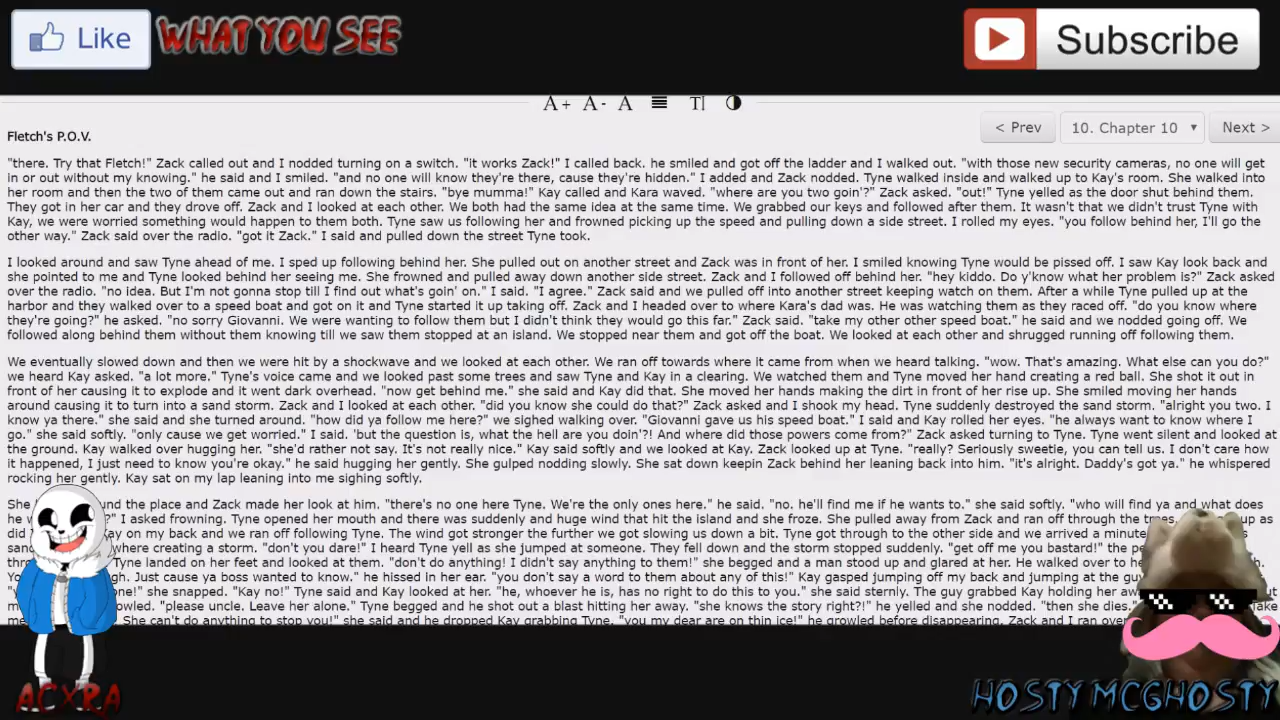 Like
WHAT YOU SEE
Subscribe
A+ A- A T|
< Prev
10. Chapter 10
Next >
Fletch's P.O.V.
"there. Try that Fletch!" Zack called out and I nodded turning on a switch. "it works Zack!" I called back. he smiled and got off the ladder and I walked out. "with those new security cameras, no one will get
in or out without my knowing." he said and I smiled. "and no one will know they're there, cause they're hidden." I added and Zack nodded. Tyne walked inside and walked up to Kay's room. She walked into
her room and then the two of them came out and ran down the stairs. "bye mumma!" Kay called and Kara waved. "where are you two goin'?" Zack asked. "out!" Tyne yelled as the door shut behind them.
They got in her car and they drove off. Zack and I looked at each other. We both had the same idea at the same time. We grabbed our keys and followed after them. It wasn't that we didn't trust Tyne with
Kay, we were worried something would happen to them both. Tyne saw us following her and frowned picking up the speed and pulling down a side street. I rolled my eyes. "you follow behind her, I'll go the
other way." Zack said over the radio. "got it Zack." I said and pulled down the street Tyne took.
I looked around and saw Tyne ahead of me. I sped up following behind her. She pulled out on another street and Zack was in front of her. I smiled knowing Tyne would be pissed off. I saw Kay look back and
she pointed to me and Tyne looked behind her seeing me. She frowned and pulled away down another side street. Zack and I followed off behind her. "hey kiddo. Do y'know what her problem is?" Zack asked
over the radio. "no idea. But I'm not gonna stop till I find out what's goin' on." I said. "I agree." Zack said and we pulled off into another street keeping watch on them. After a while Tyne pulled up at the
harbor and they walked over to a speed boat and got on it and Tyne started it up taking off. Zack and I headed over to where Kara's dad was. He was watching them as they raced off. "do you know where
they're going?" he asked. "no sorry Giovanni. We were wanting to follow them but I didn't think they would go this far." Zack said. "take my other other speed boat." he said and we nodded going off. We
followed along behind them without them knowing till we saw them stopped at an island. We stopped near them and got off the boat. We looked at each other and shrugged running off following them.
We eventually slowed down and then we were hit by a shockwave and we looked at each other. We ran off towards where it came from when we heard talking. "wow. That's amazing. What else can you do?"
we heard Kay asked. "a lot more." Tyne's voice came and we looked past some trees and saw Tyne and Kay in a clearing. We watched them and Tyne moved her hand creating a red ball. She shot it out in
front of her causing it to explode and it went dark overhead. "now get behind me." she said and Kay did that. She moved her hands making the dirt in front of her rise up. She smiled moving her hands
around causing it to turn into a sand storm. Zack and I looked at each other. "did you know she could do that?" Zack asked and I shook my head. Tyne suddenly destroyed the sand storm. "alright you two. I
know ya there." she said and she turned around. "how did ya follow me here?" we sighed walking over. "Giovanni gave us his speed boat." I said and Kay rolled her eyes. "he always want to know where I
go." she said softly. "only cause we get worried." I said. 'but the question is, what the hell are you doin'?! And where did those powers come from?" Zack asked turning to Tyne. Tyne went silent and looked at
the ground. Kay walked over hugging her. "she'd rather not say. It's not really nice." Kay said softly and we looked at Kay. Zack looked up at Tyne. "really? Seriously sweetie, you can tell us. I don't care how
it happened, I just need to know you're okay." he said hugging her gently. She gulped nodding slowly. She sat down keepin Zack behind her leaning back into him. "it's alright. Daddy's got ya." he whispered
rocking her gently. Kay sat on my lap leaning into me sighing softly.
She und the place and Zack made her look at him. "there's no one here Tyne. We're the only ones here." he said. "no. he'll find me if he wants to." she said softly. "who will find ya and what does
he w ?" I asked frowning. Tyne opened her mouth and there was suddenly and huge wind that hit the island and she froze. She pulled away from Zack and ran off through the trees. up as
did ay on my back and we ran off following Tyne. The wind got stronger the further we got slowing us down a bit. Tyne got through to the other side and we arrived a minute s
sand where creating a storm. "don't you dare!" I heard Tyne yell as she jumped at someone. They fell down and the storm stopped suddenly. "get off me you bastard!" the pe
Tyne landed on her feet and looked at them. "don't do anything! I didn't say anything to them!" she begged and a man stood up and glared at her. He walked over to he
Yo gh. Just cause ya boss wanted to know." he hissed in her ear. "you don't say a word to them about any of this!" Kay gasped jumping off my back and jumping at the guy
ne!" she snapped. "Kay no!" Tyne said and Kay looked at her. "he, whoever he is, has no right to do this to you." she said sternly. The guy grabbed Kay holding her aw out
m owled. "please uncle. Leave her alone." Tyne begged and he shot out a blast hitting her away. "she knows the story right?!" he yelled and she nodded. "then she dies." take
me She can't do anything to stop you!" she said and he dropped Kay grabbing Tyne. "you my dear are on thin ice!" he growled before disappearing. Zack and I ran over
ACXRA
HOSTY MCGHOSTY